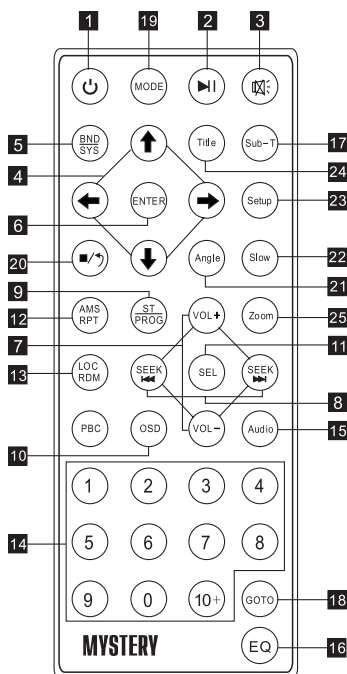 1 19 2 3
MODE
5 BND
SYS
Title Sub-T 17
4 24
ENTER Setup 23
6
20 Angle Slow 22
9 21
12 AMS
RPT
ST
PROG
VOL+ Zoom 25
7 11
13 LOC
RDM
SEEK SEL SEEK
8
PBC OSD VOL- Audio 15
10
1 2 3 4
14 5 6 7 8
9 0 10+ GOTO 18
MYSTERY EQ 16